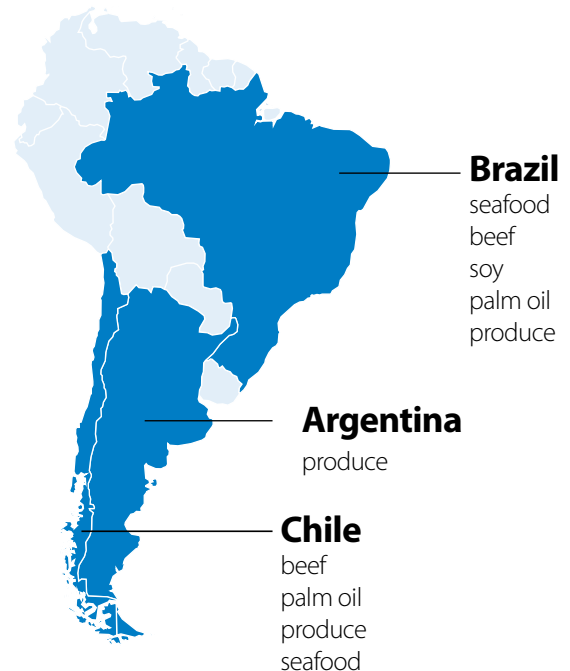 Brazil
seafood
beef
soy
palm oil
produce
Argentina
produce
Chile
beef
palm oil
produce
seafood